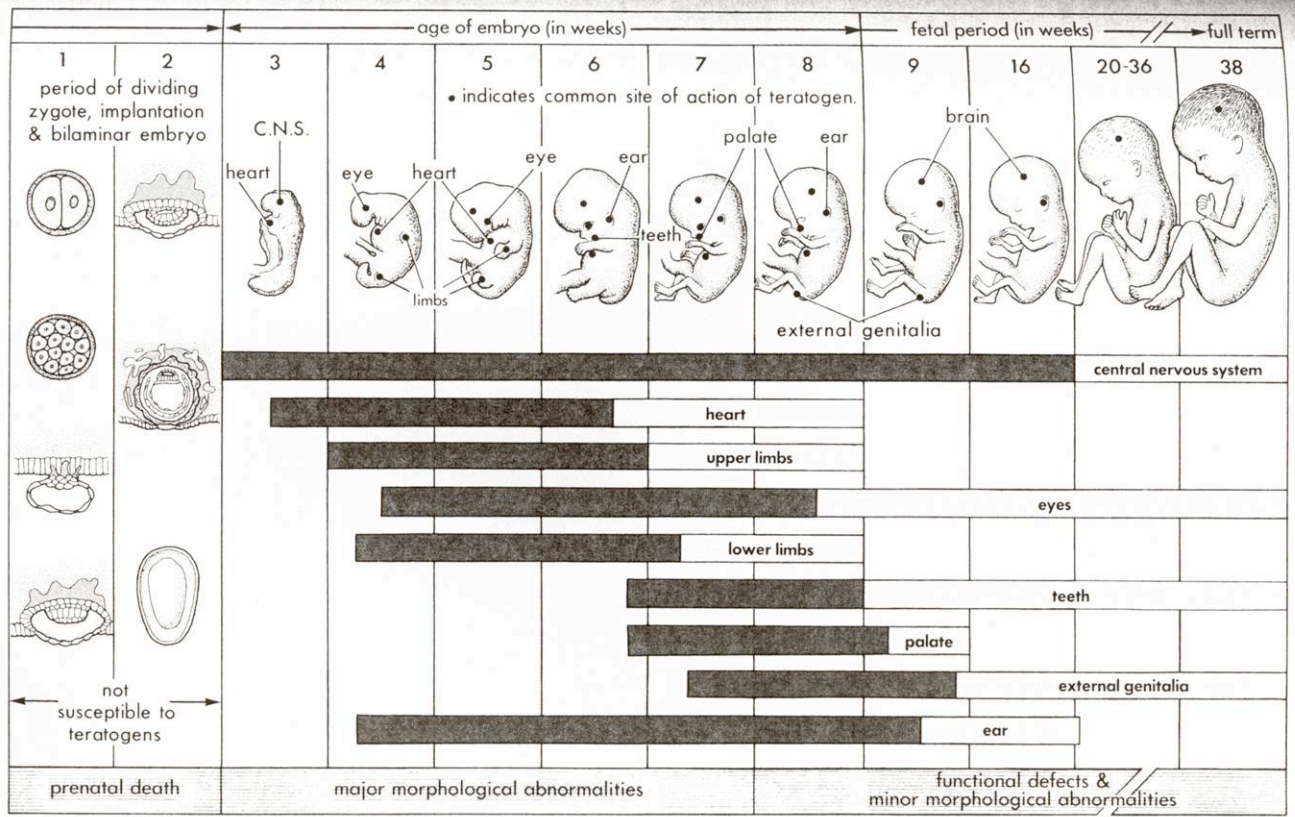 age of embryo (in weeks)
fetal period (in weeks)
full term
1
2
3
4
5
6
7
8
9
16
20-36
38
period of dividing
zygote, implantation
& bilaminar embryo
• indicates common site of action of teratogen.
C.N.S.
heart
eye
heart
limbs
eye
ear
teeth
palate
ear
external genitalia
brain
central nervous system
heart
upper limbs
eyes
lower limbs
teeth
palate
external genitalia
ear
not
susceptible to
teratogens
prenatal death
major morphological abnormalities
functional defects &
minor morphological abnormalities